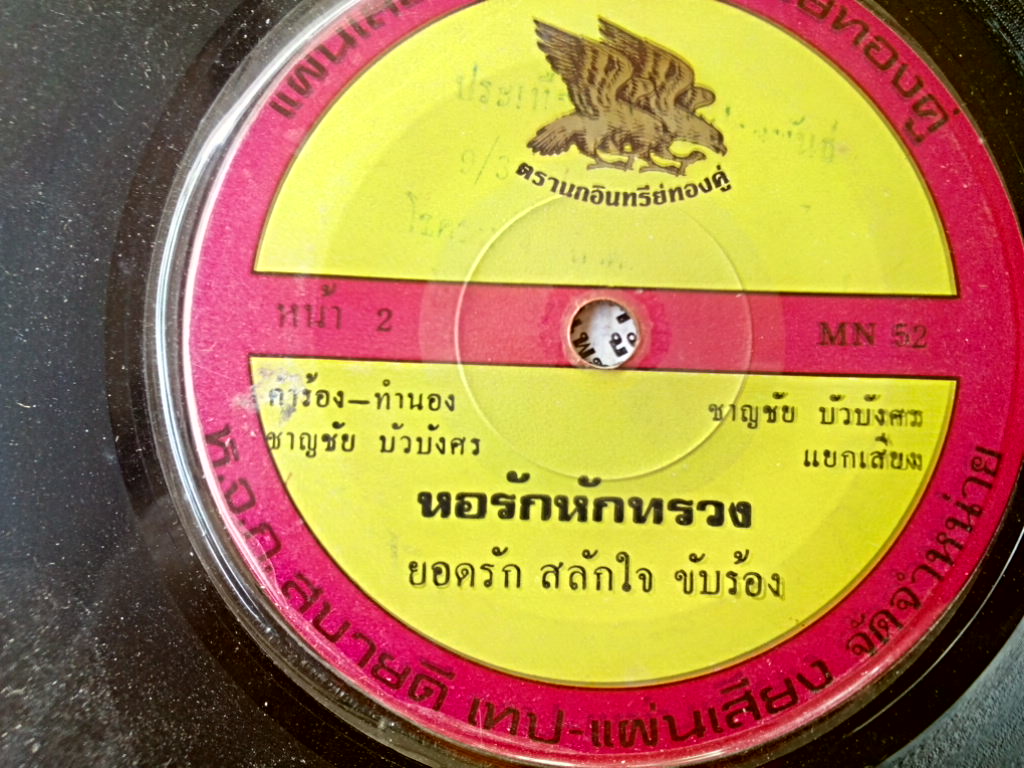 ตรานกอินทรีย์ทองคู่
หน้า 2
MN 52
คำร้อง-ทำนอง
ชาญชัย บัวบังศร
ชาญชัย บัวบังศร
แยกเสียง
หอรักหักทรวง
ยอดรัก สลักใจ ขับร้อง
ห.จ.ก. สบายดี เทป-แผ่นเสียง จัดจำหน่าย